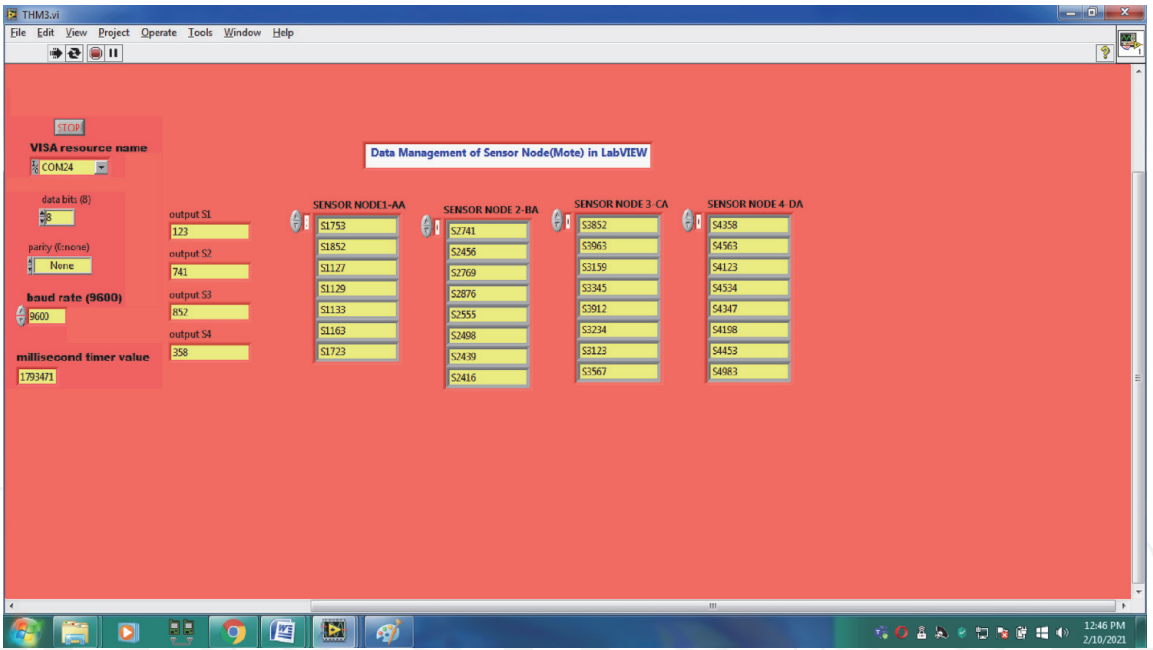 THM3.vi
File Edit View Project Operate Tools Window Help
STOP
VISA resource name
COM24
Data Management of Sensor Node(Mote) in LabVIEW
data bits (8)
8
parity (0:none)
None
baud rate (9600)
9600
millisecond timer value
1793471
output S1
123
output S2
741
output S3
852
output S4
358
SENSOR NODE1-AA
S1753
S1852
S1127
S1129
S1133
S1163
S1723
SENSOR NODE 2-BA
S2741
S2456
S2769
S2876
S2555
S2498
S2439
S2416
SENSOR NODE 3-CA
S3852
S3963
S3159
S3345
S3912
S3234
S3123
S3567
SENSOR NODE 4-DA
S4358
S4563
S4123
S4534
S4347
S4198
S4453
S4983
12:46 PM
2/10/2021